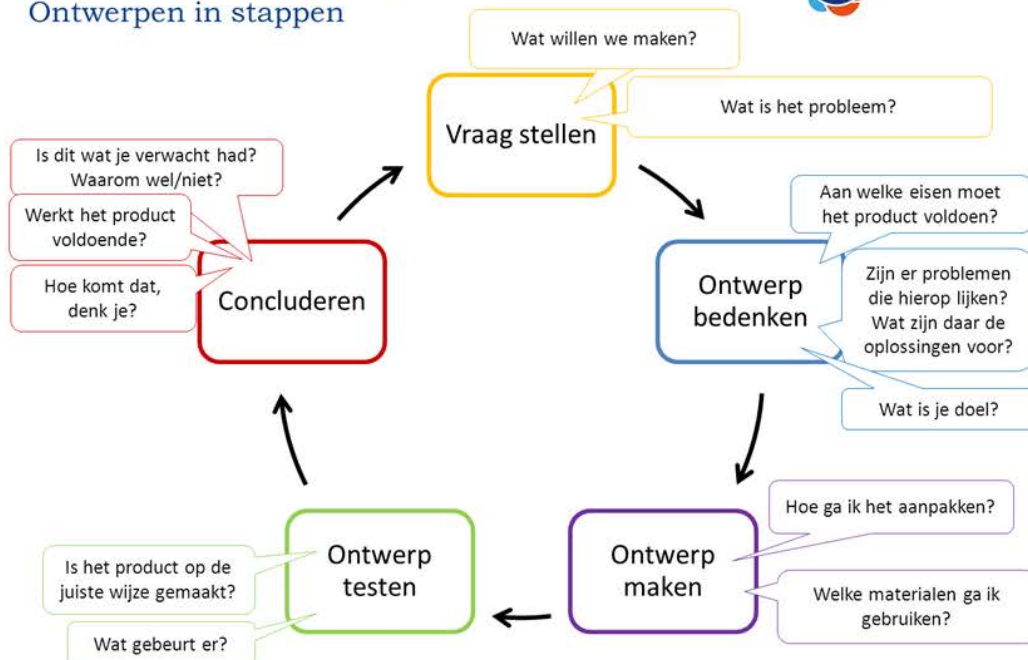 Ontwerpen in stappen
Wat willen we maken?
Vraag stellen
Wat is het probleem?
Aan welke eisen moet
het product voldoen?
Ontwerp
bedenken
Zijn er problemen
die hierop lijken?
Wat zijn daar de
oplossingen voor?
Wat is je doel?
Hoe ga ik het aanpakken?
Ontwerp
maken
Welke materialen ga ik
gebruiken?
Ontwerp
testen
Is het product op de
juiste wijze gemaakt?
Wat gebeurt er?
Is dit wat je verwacht had?
Waarom wel/niet?
Werkt het product
voldoende?
Hoe komt dat,
denk je?
Concluderen